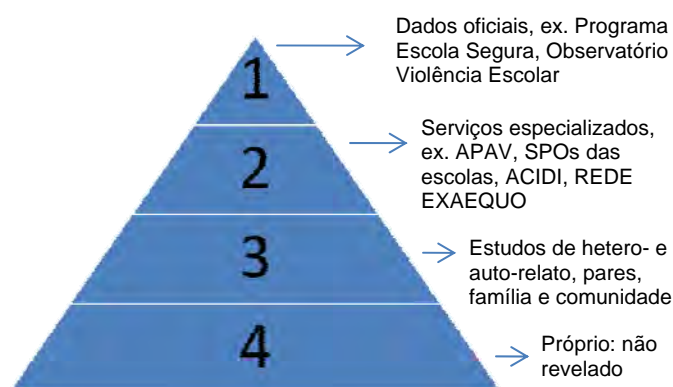 Dados oficiais, ex. Programa
Escola Segura, Observatório
Violência Escolar
1
Serviços especializados,
ex. APAV, SPOs das
escolas, ACIDI, REDE
EXAEQUO
2
Estudos de hetero- e
auto-relato, pares,
família e comunidade
3
Próprio: não
revelado
4